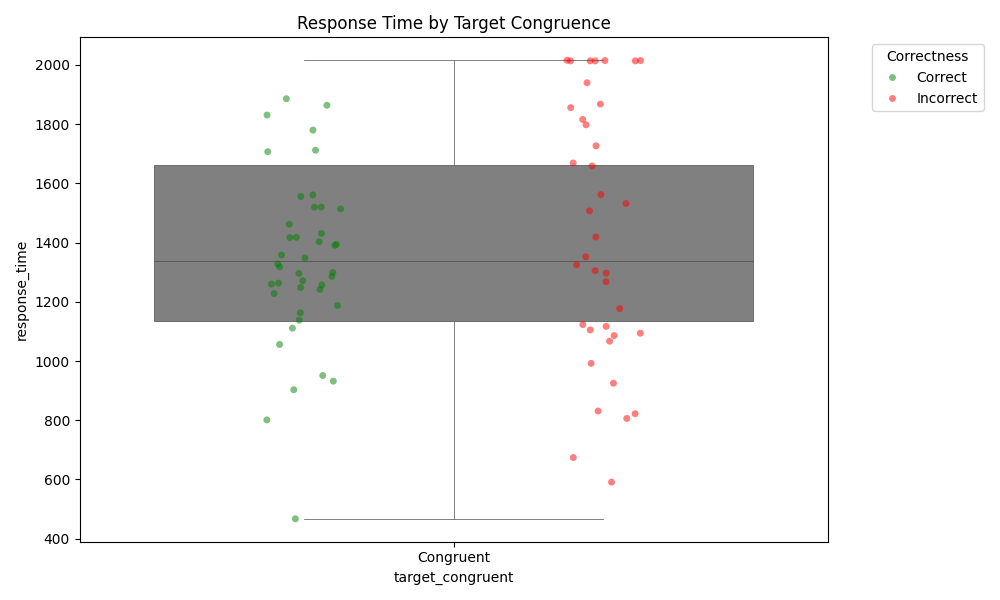 Response Time by Target Congruence
response_time
2000
1800
1600
1400
1200
1000
800
600
400
Congruent
target_congruent
Correctness
Correct
Incorrect